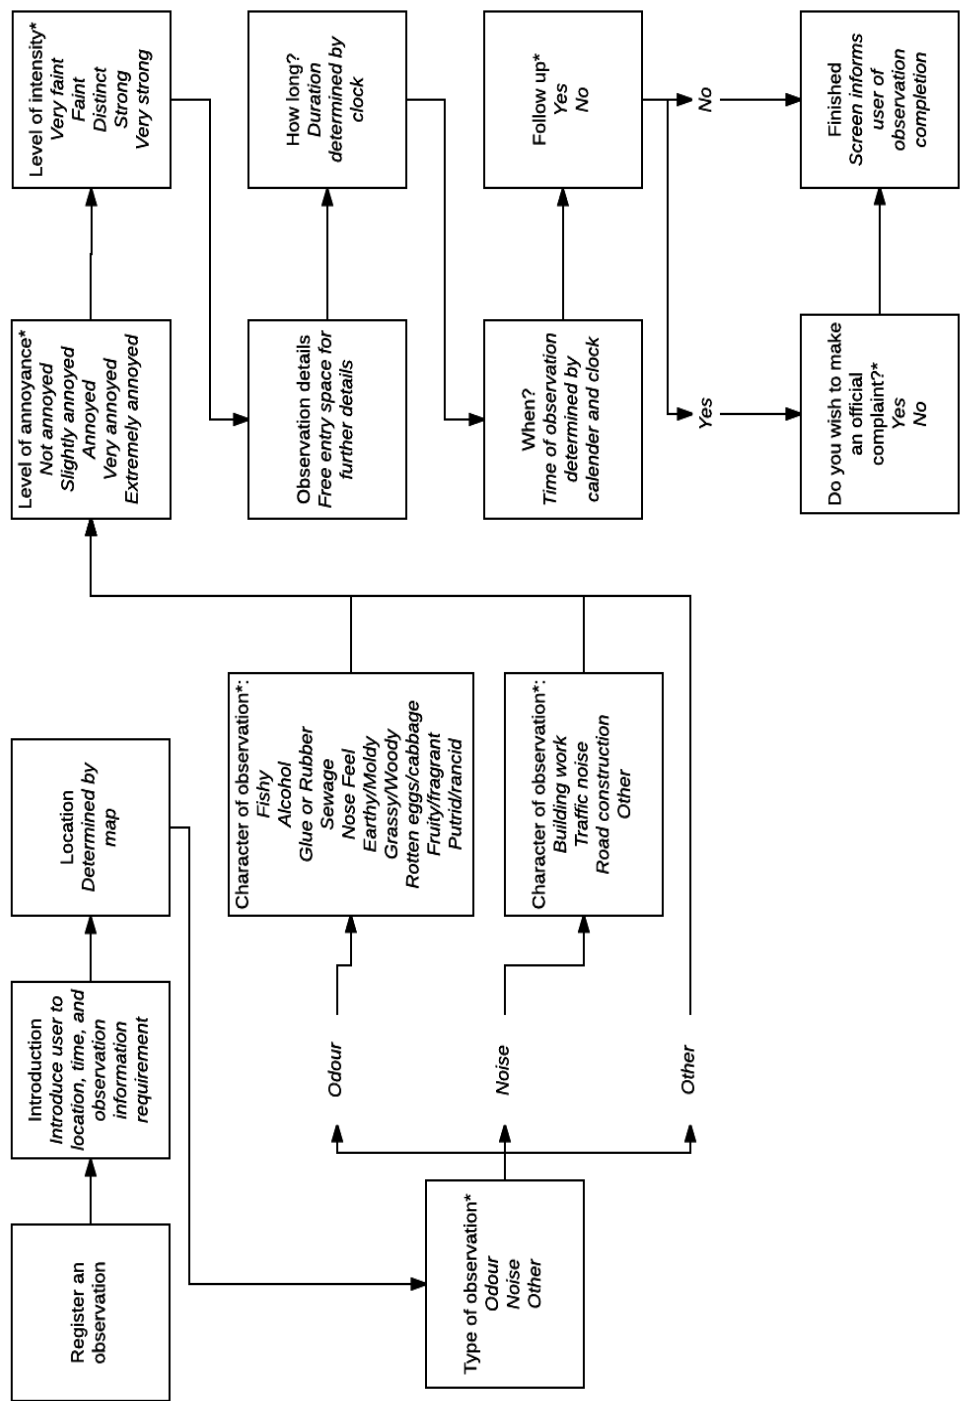 Register an
observation
Introduction
Introduce user to
location, time, and
observation
information
requirement
Location
Determined by
map
Type of observation*
Odour
Noise
Other
Odour
Noise
Other
Character of observation*:
Fishy
Alcohol
Glue or Rubber
Sewage
Nose Feel
Earthy/Moldy
Grassy/Woody
Rotten eggs/cabbage
Fruity/fragrant
Putrid/rancid
Character of observation*:
Building work
Traffic noise
Road construction
Other
Level of annoyance*
Not annoyed
Slightly annoyed
Annoyed
Very annoyed
Extremely annoyed
Level of intensity*
Very faint
Faint
Distinct
Strong
Very strong
Observation details
Free entry space for
further details
How long?
Duration
determined by
clock
When?
Time of observation
determined by
calender and clock
Follow up*
Yes
No
Yes
No
Do you wish to make
an official
complaint?*
Yes
No
Finished
Screen informs
user of
observation
completion